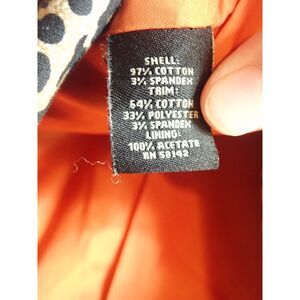 SHELL:
97% COTTON
3% SPANDEX
TRIM:
64% COTTON
33% POLYESTER
3% SPANDEX
LINING:
100% ACETATE
RN 58142